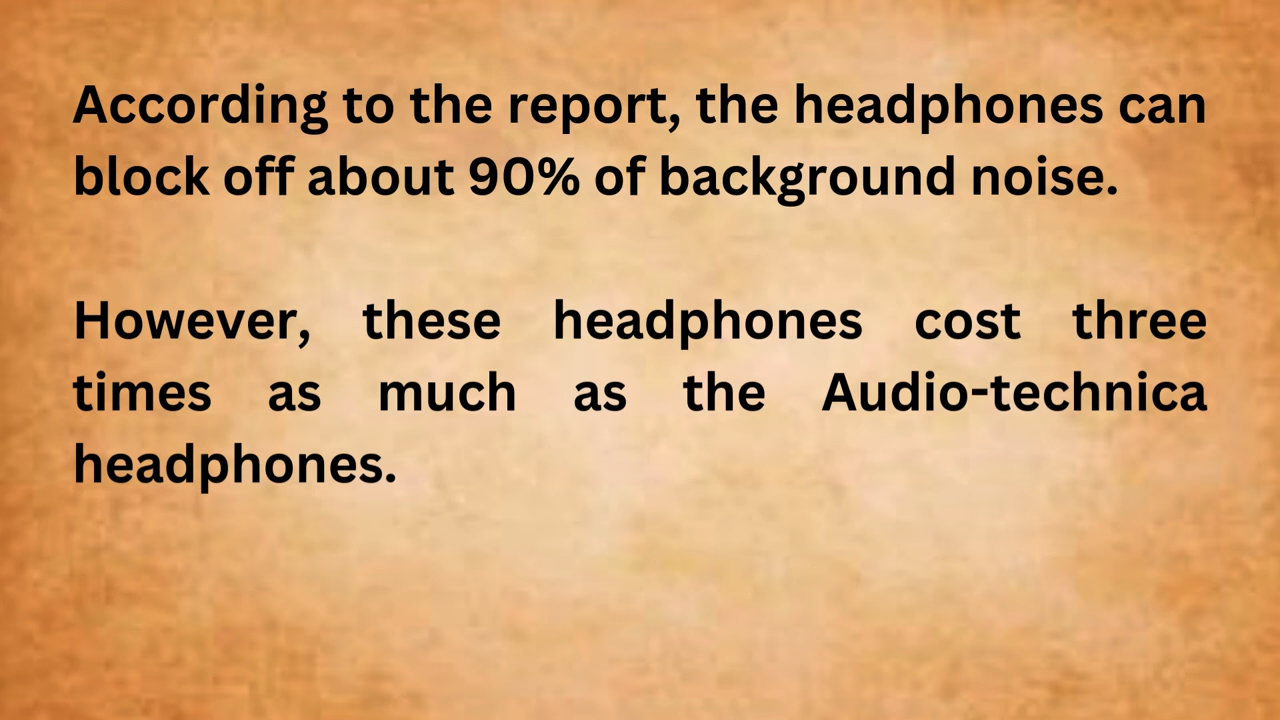 According to the report, the headphones can
block off about 90% of background noise.
However, these headphones cost three
times as much as the Audio-technica
headphones.